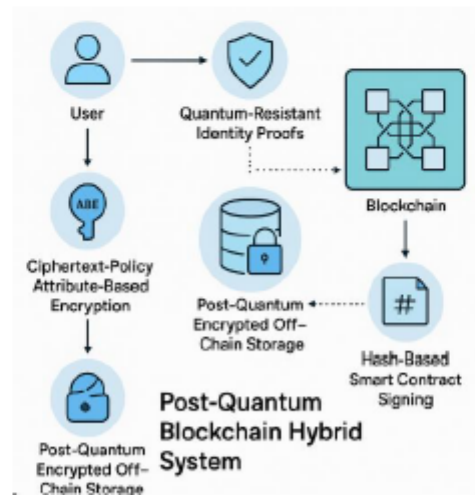 User
Quantum-Resistant
Identity Proofs
Blockchain
ABE
Ciphertext-Policy
Attribute-Based
Encryption
Post-Quantum
Encrypted Off-
Chain Storage
#
Hash-Based
Smart Contract
Signing
Post-Quantum
Encrypted Off-
Chain Storage
Post-Quantum
Blockchain Hybrid
System